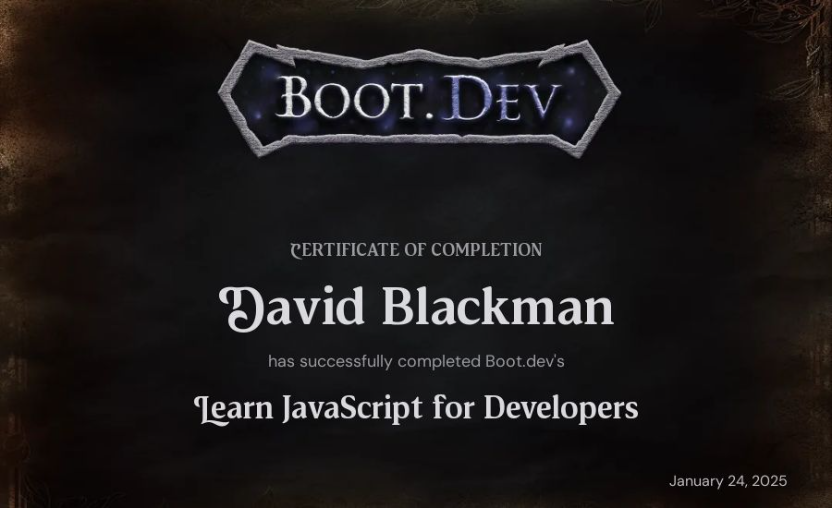 BOOT.DEV
CERTIFICATE OF COMPLETION
David Blackman
has successfully completed Boot.dev's
Learn JavaScript for Developers
January 24, 2025